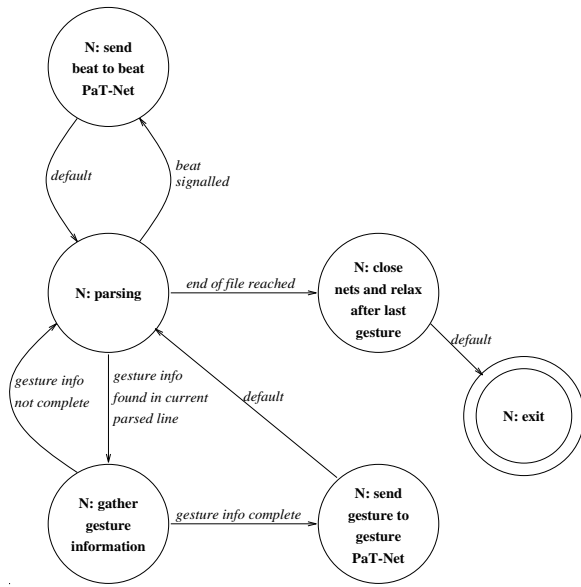 N: send
beat to beat
PaT-Net
default
beat
signalled
N: parsing
end of file reached
N: close
nets and relax
after last
gesture
default
N: exit
gesture info
not complete
gesture info
found in current
parsed line
default
N: gather
gesture
information
gesture info complete
N: send
gesture to
gesture
PaT-Net